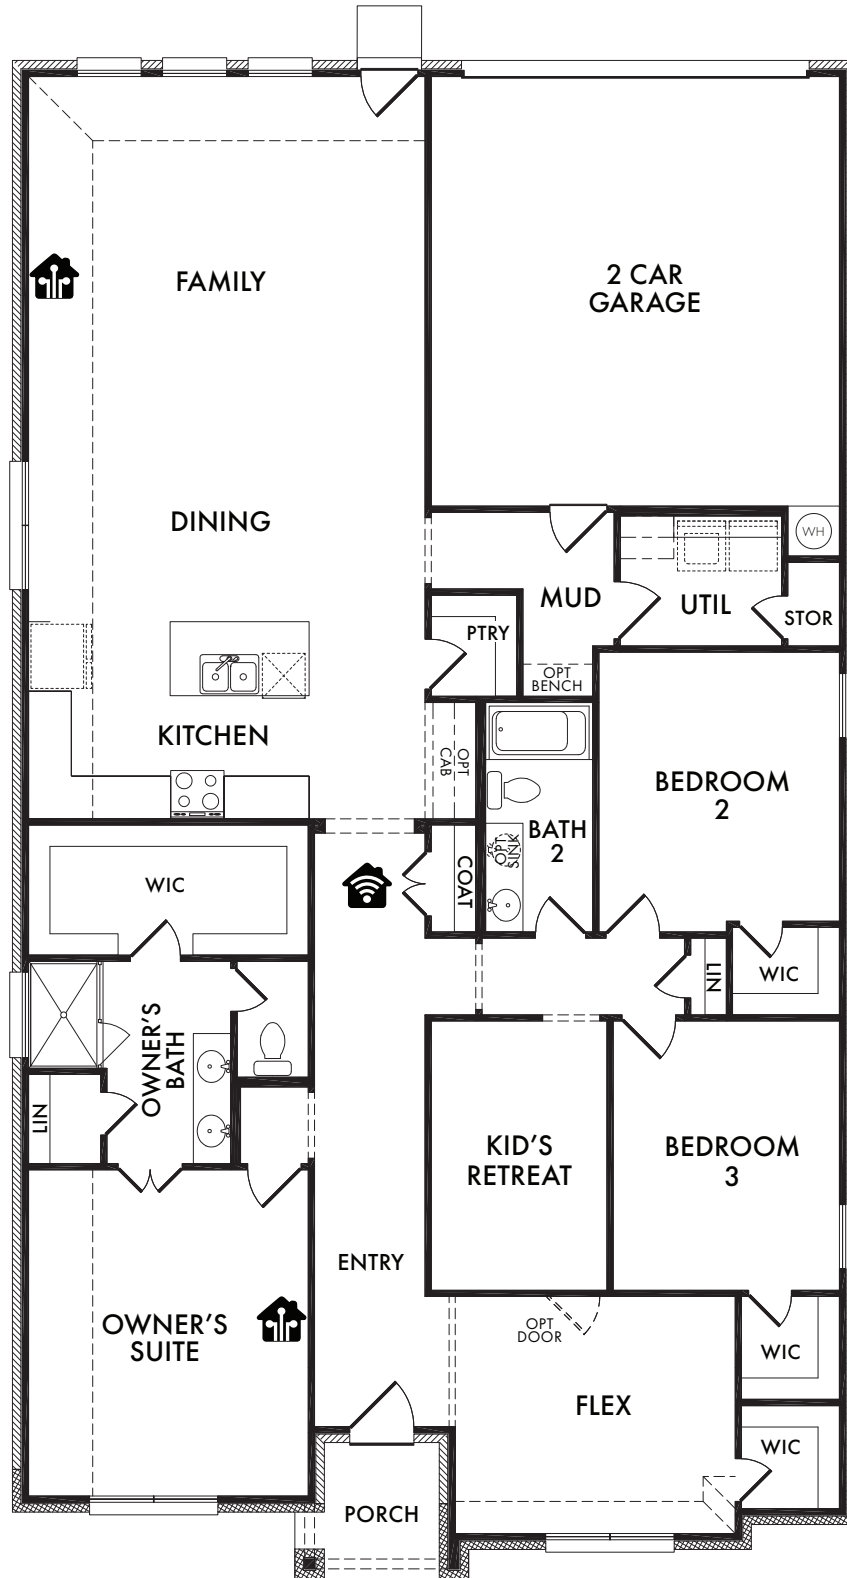 FAMILY
2 CAR
GARAGE
DINING
WH
MUD
UTIL
STOR
PTRY
OPT
BENCH
KITCHEN
OPT
CAB
BEDROOM
2
BATH
2
OPT
SINK
WIC
COAT
LIN
WIC
OWNER'S
BATH
LIN
KID'S
RETREAT
BEDROOM
3
ENTRY
OWNER'S
SUITE
OPT
DOOR
WIC
FLEX
WIC
PORCH